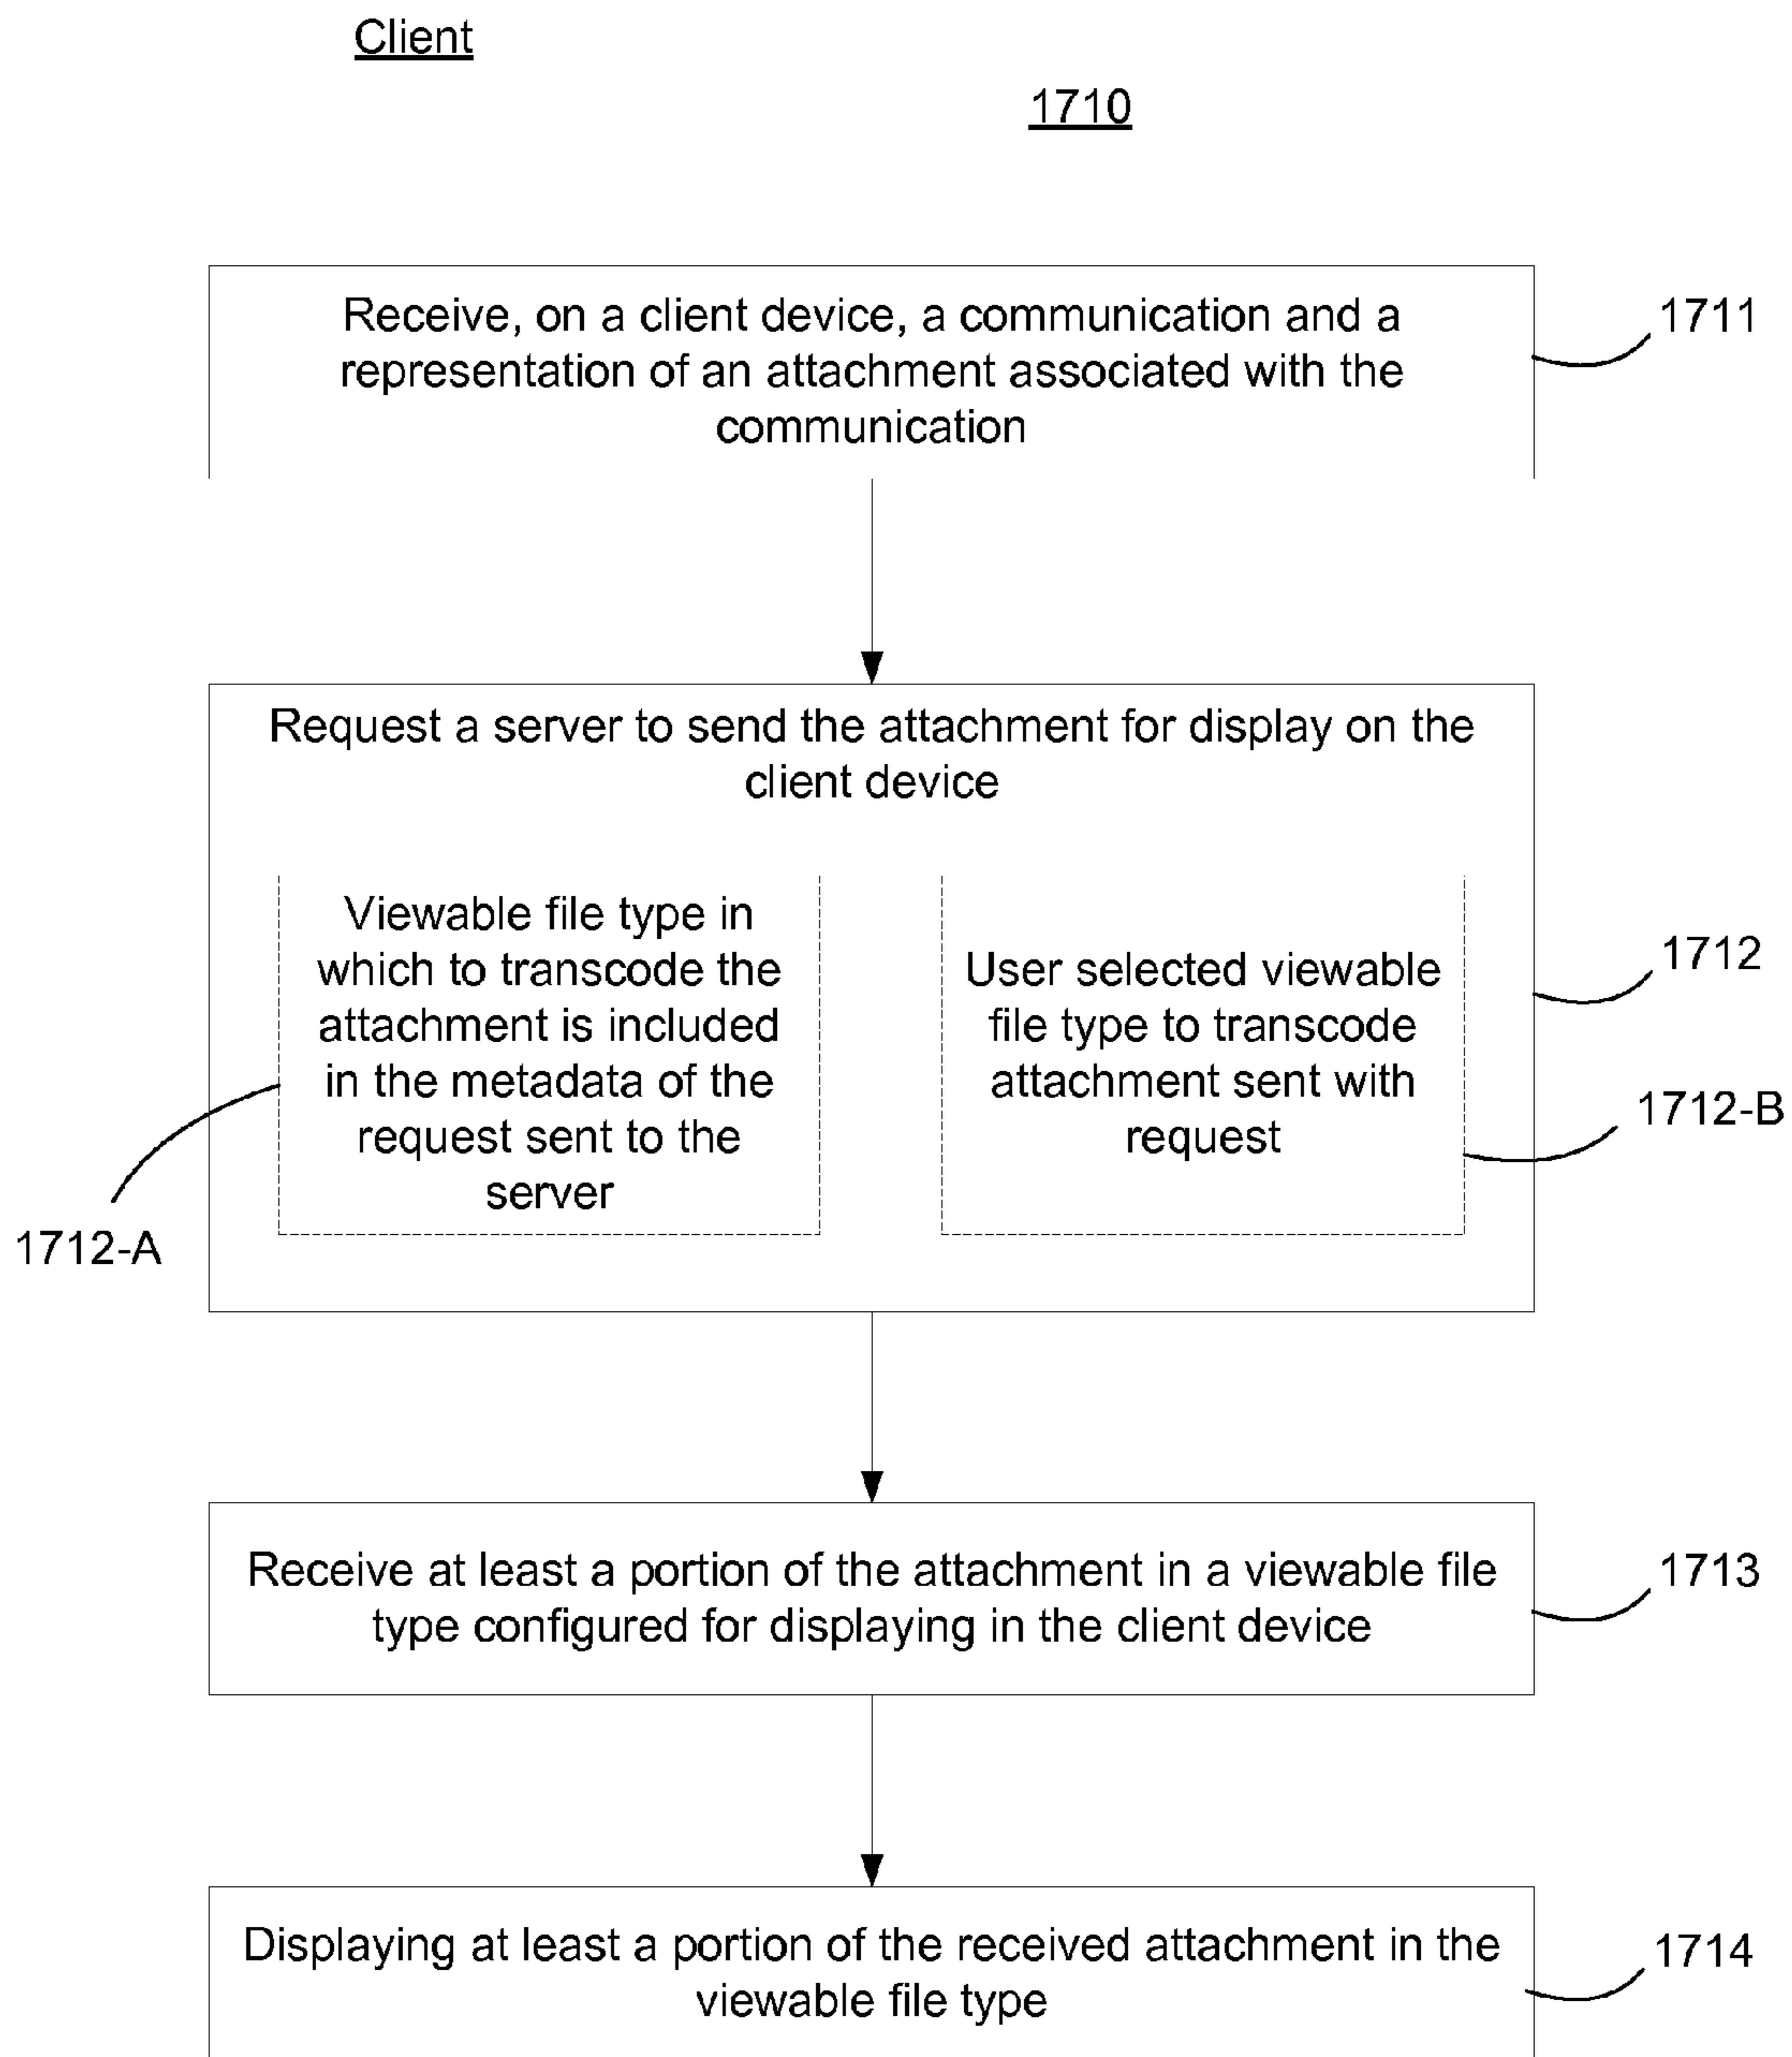 Client
1710
Receive, on a client device, a communication and a
representation of an attachment associated with the
communication
1711
Request a server to send the attachment for display on the
client device
Viewable file type in
which to transcode the
attachment is included
in the metadata of the
request sent to the
server
User selected viewable
file type to transcode
attachment sent with
request
1712
1712-B
1712-A
Receive at least a portion of the attachment in a viewable file
type configured for displaying in the client device
1713
Displaying at least a portion of the received attachment in the
viewable file type
1714